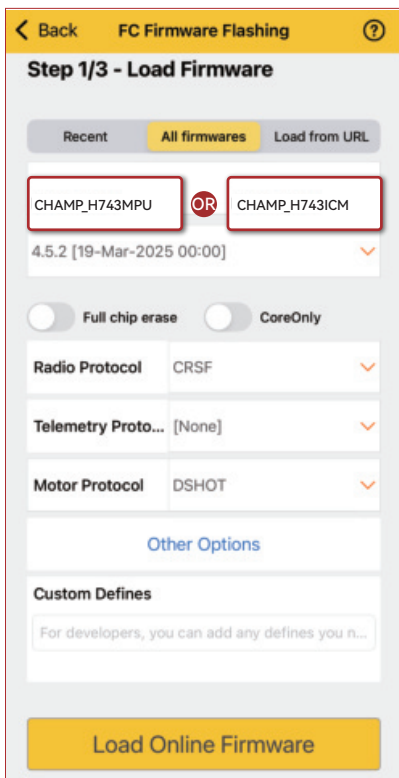 Back FC Firmware Flashing ?
Step 1/3 - Load Firmware
Recent All firmwares Load from URL
CHAMP_H743MPU OR CHAMP_H743ICM
4.5.2 [19-Mar-2025 00:00]
Full chip erase CoreOnly
Radio Protocol CRSF
Telemetry Proto... [None]
Motor Protocol DSHOT
Other Options
Custom Defines
For developers, you can add any defines you n...
Load Online Firmware